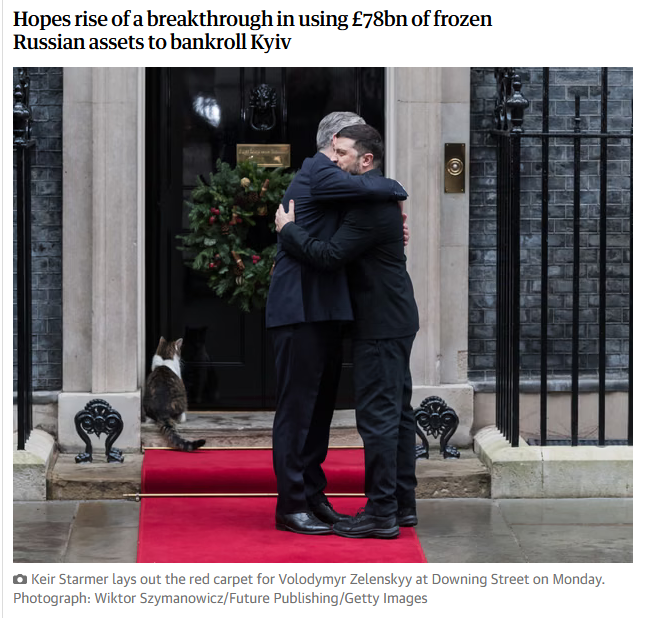 Hopes rise of a breakthrough in using £78bn of frozen
Russian assets to bankroll Kyiv
Keir Starmer lays out the red carpet for Volodymyr Zelenskyy at Downing Street on Monday.
Photograph: Wiktor Szymanowicz/Future Publishing/Getty Images